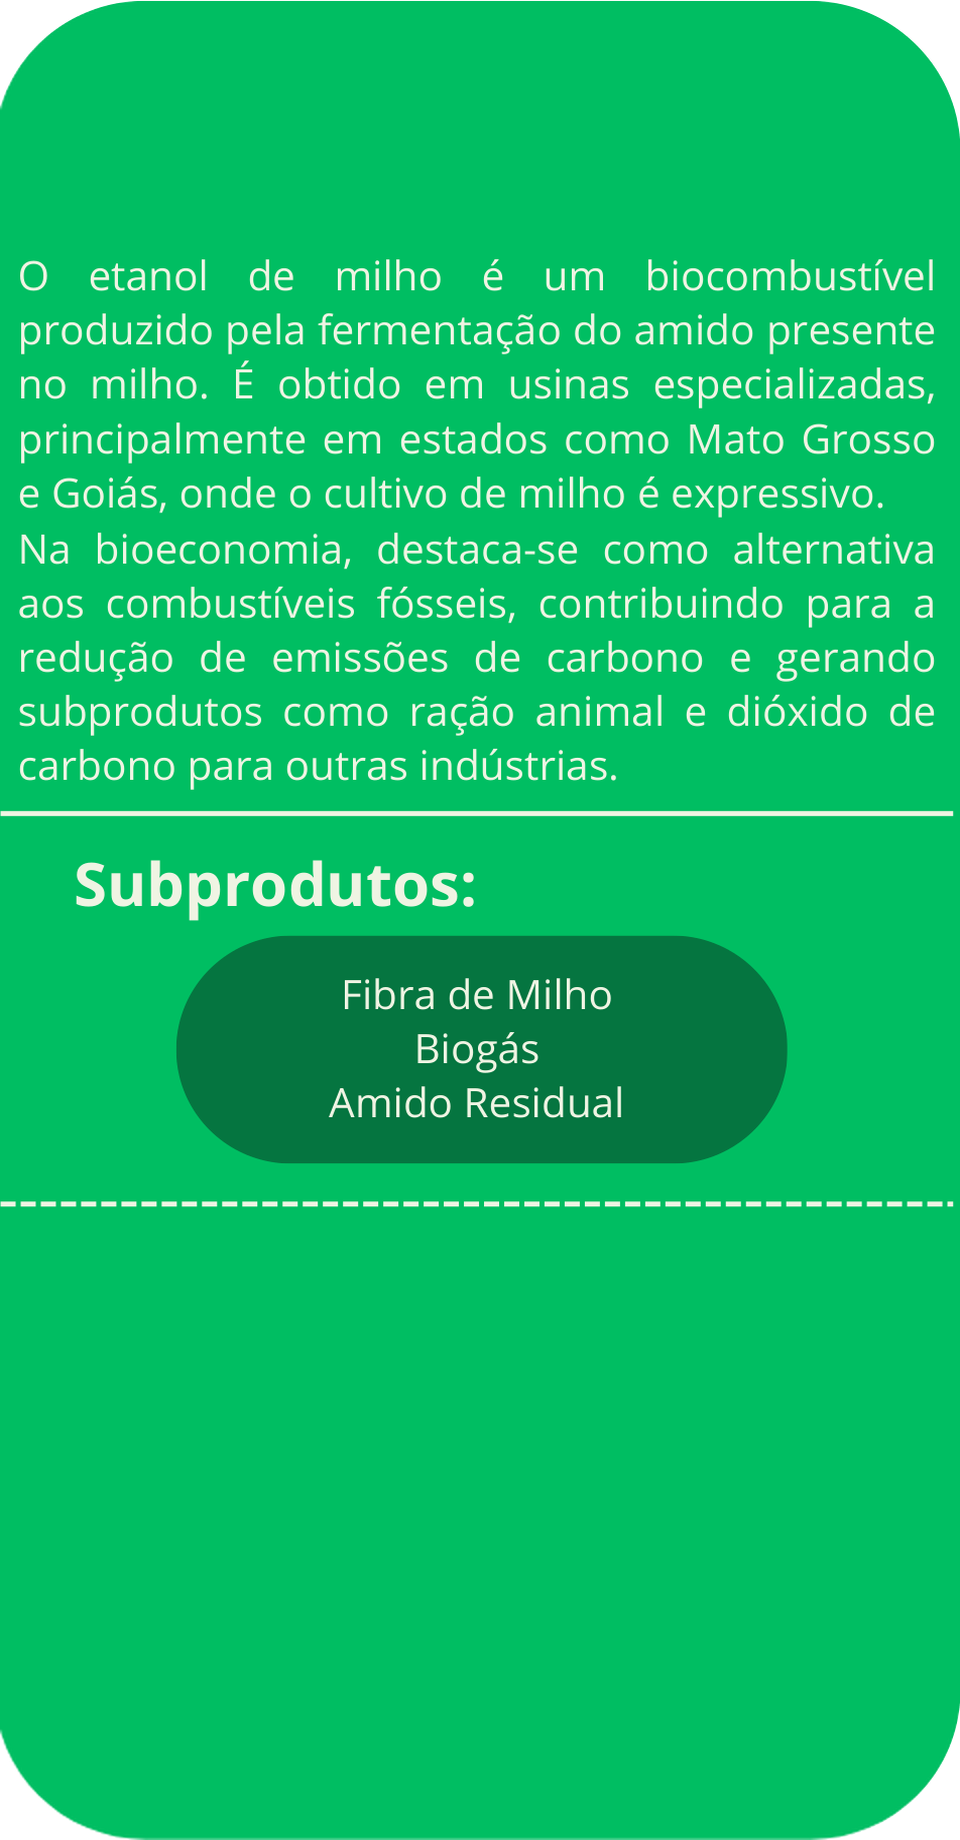 O etanol de milho é um biocombustível
produzido pela fermentação do amido presente
no milho. É obtido em usinas especializadas,
principalmente em estados como Mato Grosso
e Goiás, onde o cultivo de milho é expressivo.
Na bioeconomia, destaca-se como alternativa
aos combustíveis fósseis, contribuindo para a
redução de emissões de carbono e gerando
subprodutos como ração animal e dióxido de
carbono para outras indústrias.
Subprodutos:
Fibra de Milho
Biogás
Amido Residual